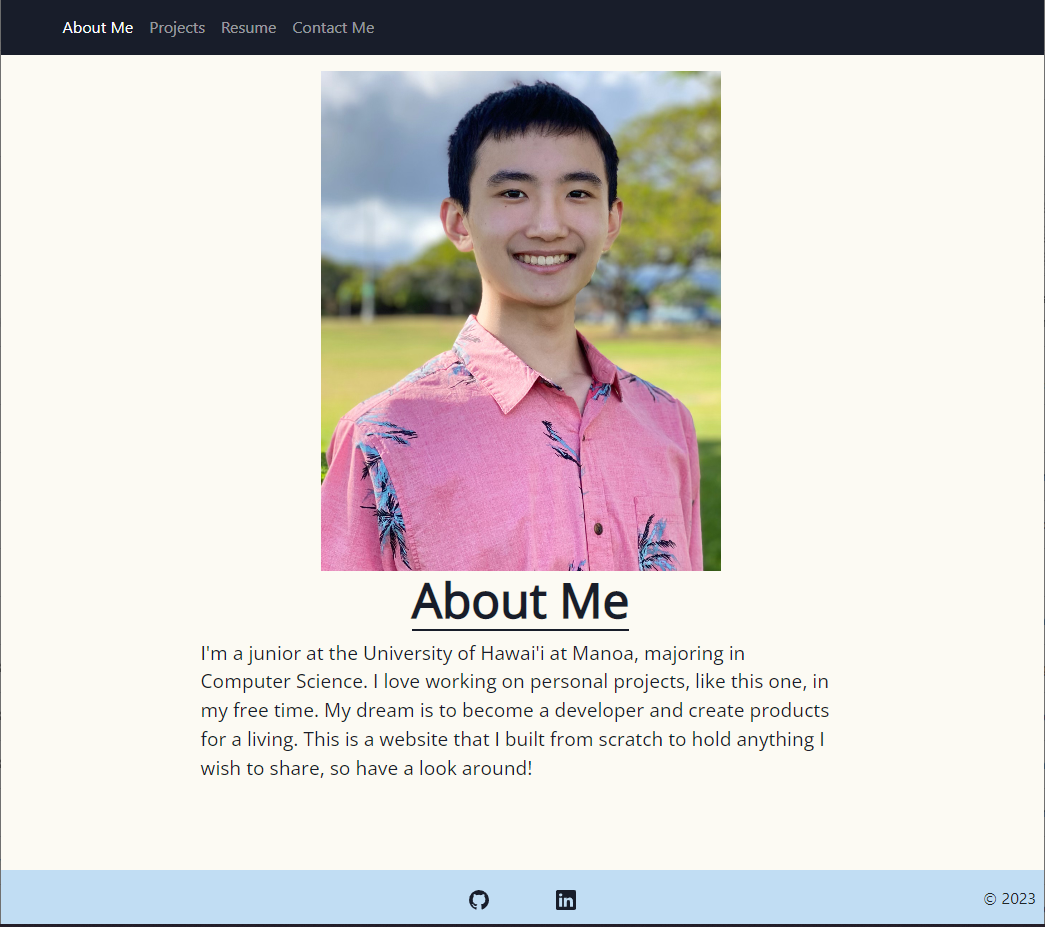 About Me Projects Resume Contact Me
About Me
I'm a junior at the University of Hawai'i at Manoa, majoring in
Computer Science. I love working on personal projects, like this one, in
my free time. My dream is to become a developer and create products
for a living. This is a website that I built from scratch to hold anything I
wish to share, so have a look around!
in
© 2023